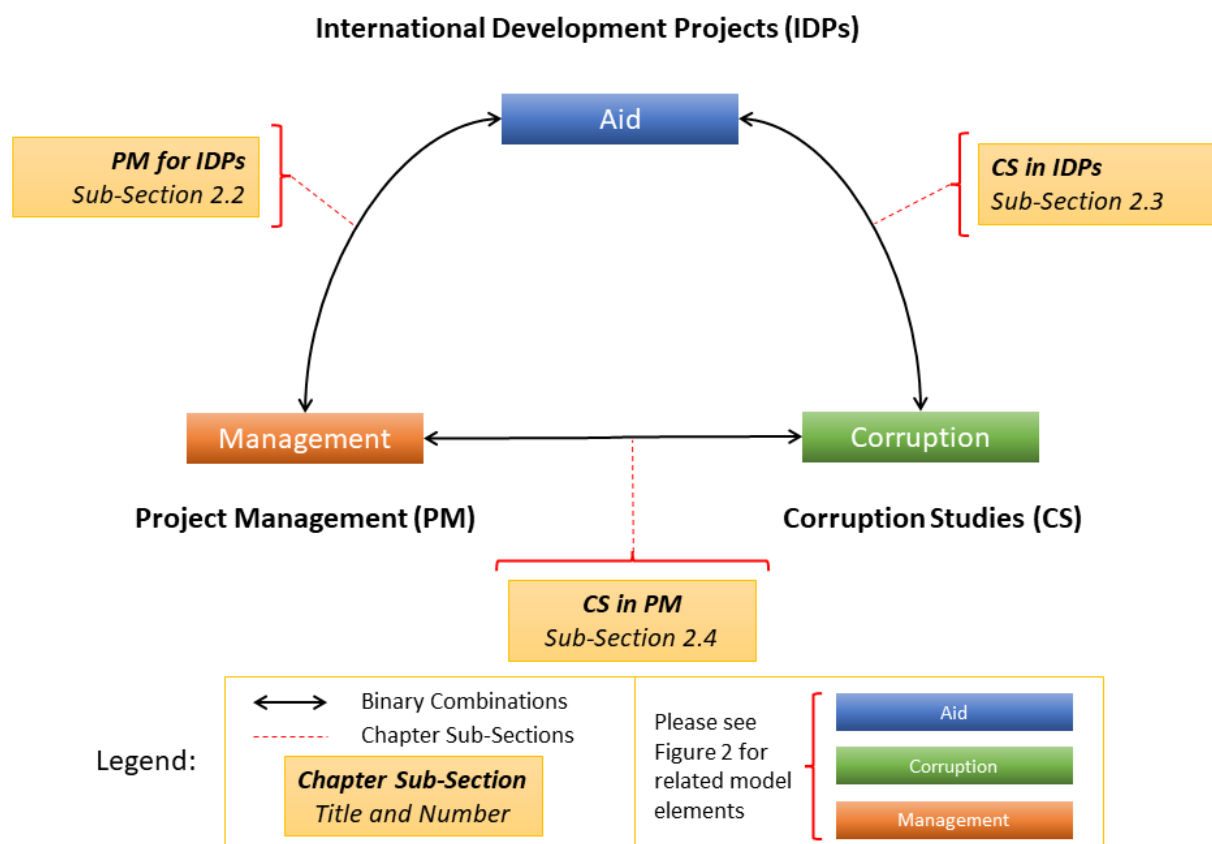 International Development Projects (IDPs)
Aid
PM for IDPs
Sub-Section 2.2
CS in IDPs
Sub-Section 2.3
Management
Corruption
Project Management (PM)
Corruption Studies (CS)
CS in PM
Sub-Section 2.4
Legend:
Binary Combinations
Chapter Sub-Sections
Chapter Sub-Section
Title and Number
Please see
Figure 2 for
related model
elements
Aid
Corruption
Management